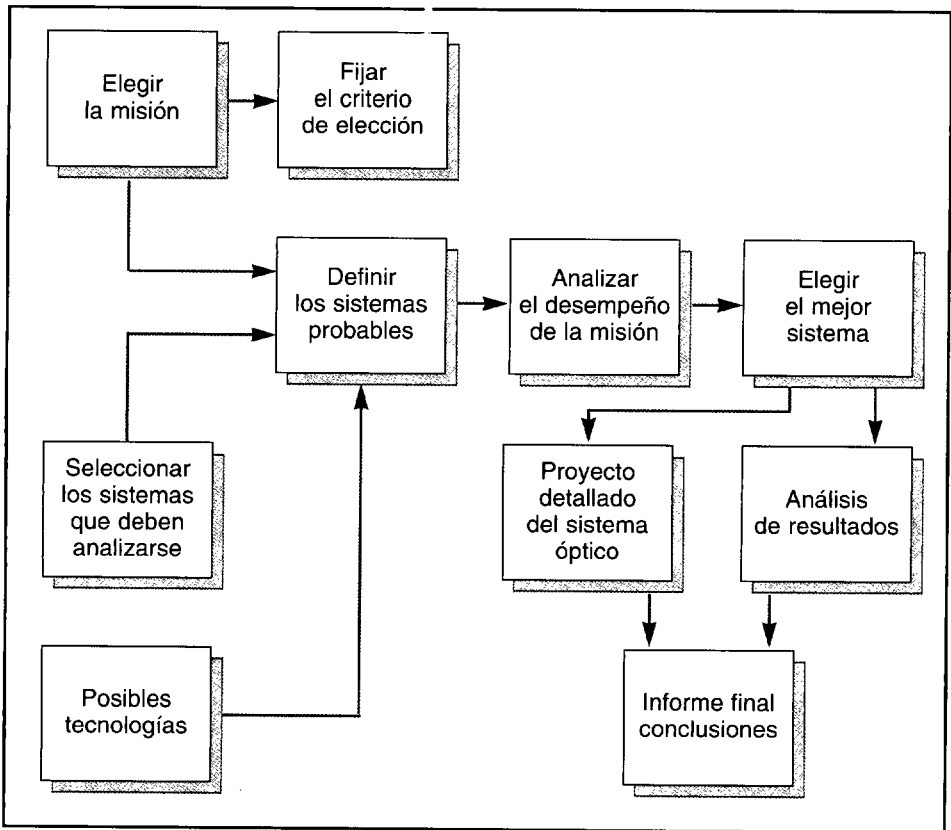 Elegir
la misión
Fijar
el criterio
de elección
Definir
los sistemas
probables
Analizar
el desempeño
de la misión
Elegir
el mejor
sistema
Seleccionar
los sistemas
que deben
analizarse
Proyecto
detallado
del sistema
óptico
Análisis
de resultados
Posibles
tecnologías
Informe final
conclusiones